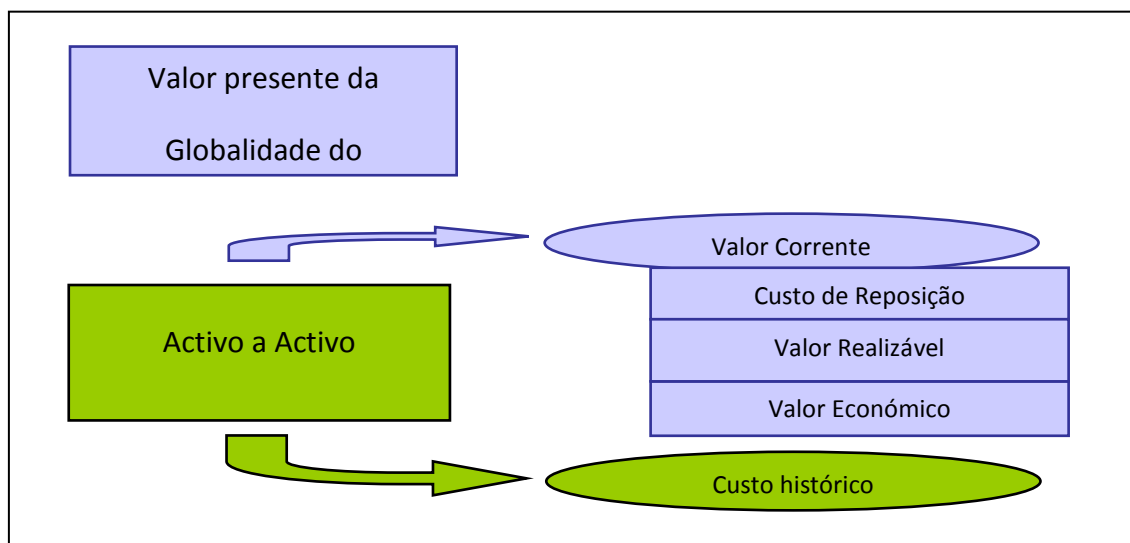 Valor presente da
Globalidade do
Valor Corrente
Custo de Reposição
Activo a Activo
Valor Realizável
Valor Económico
Custo histórico